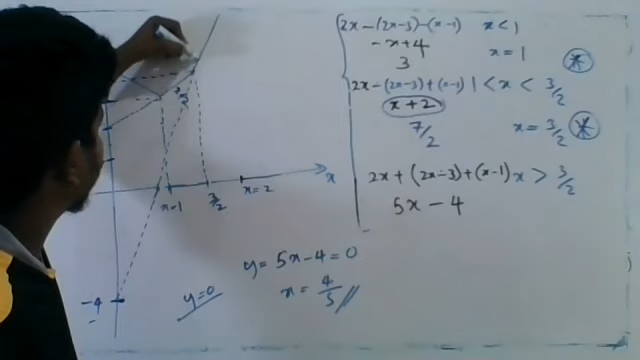 2x-(2x-3)-(x-1) x<1
-x+4
3 x=1
2x-(2x-3)+(x-1) 1<x<3/2
x+2
7/2 x=3/2
2x+(2x-3)+(x-1) x>3/2
5x-4
x
x=1 3/2 x=2
y=5x-4=0
y=0 x=4/5
-4